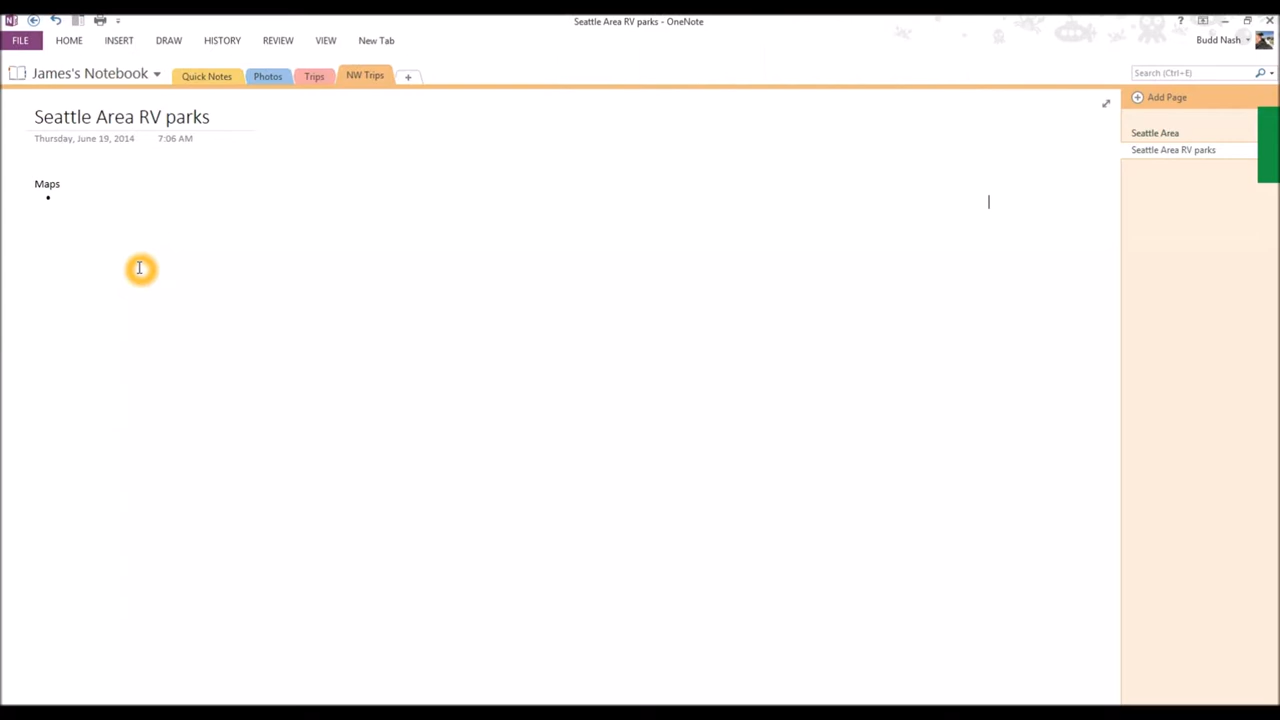 Seattle Area RV parks - OneNote
?
FILE HOME INSERT DRAW HISTORY REVIEW VIEW New Tab
Budd Nash
James's Notebook Quick Notes Photos Trips NW Trips +
Search (Ctrl+E)
Add Page
Seattle Area RV parks
Thursday, June 19, 2014 7:06 AM
Seattle Area
Seattle Area RV parks
Maps
•